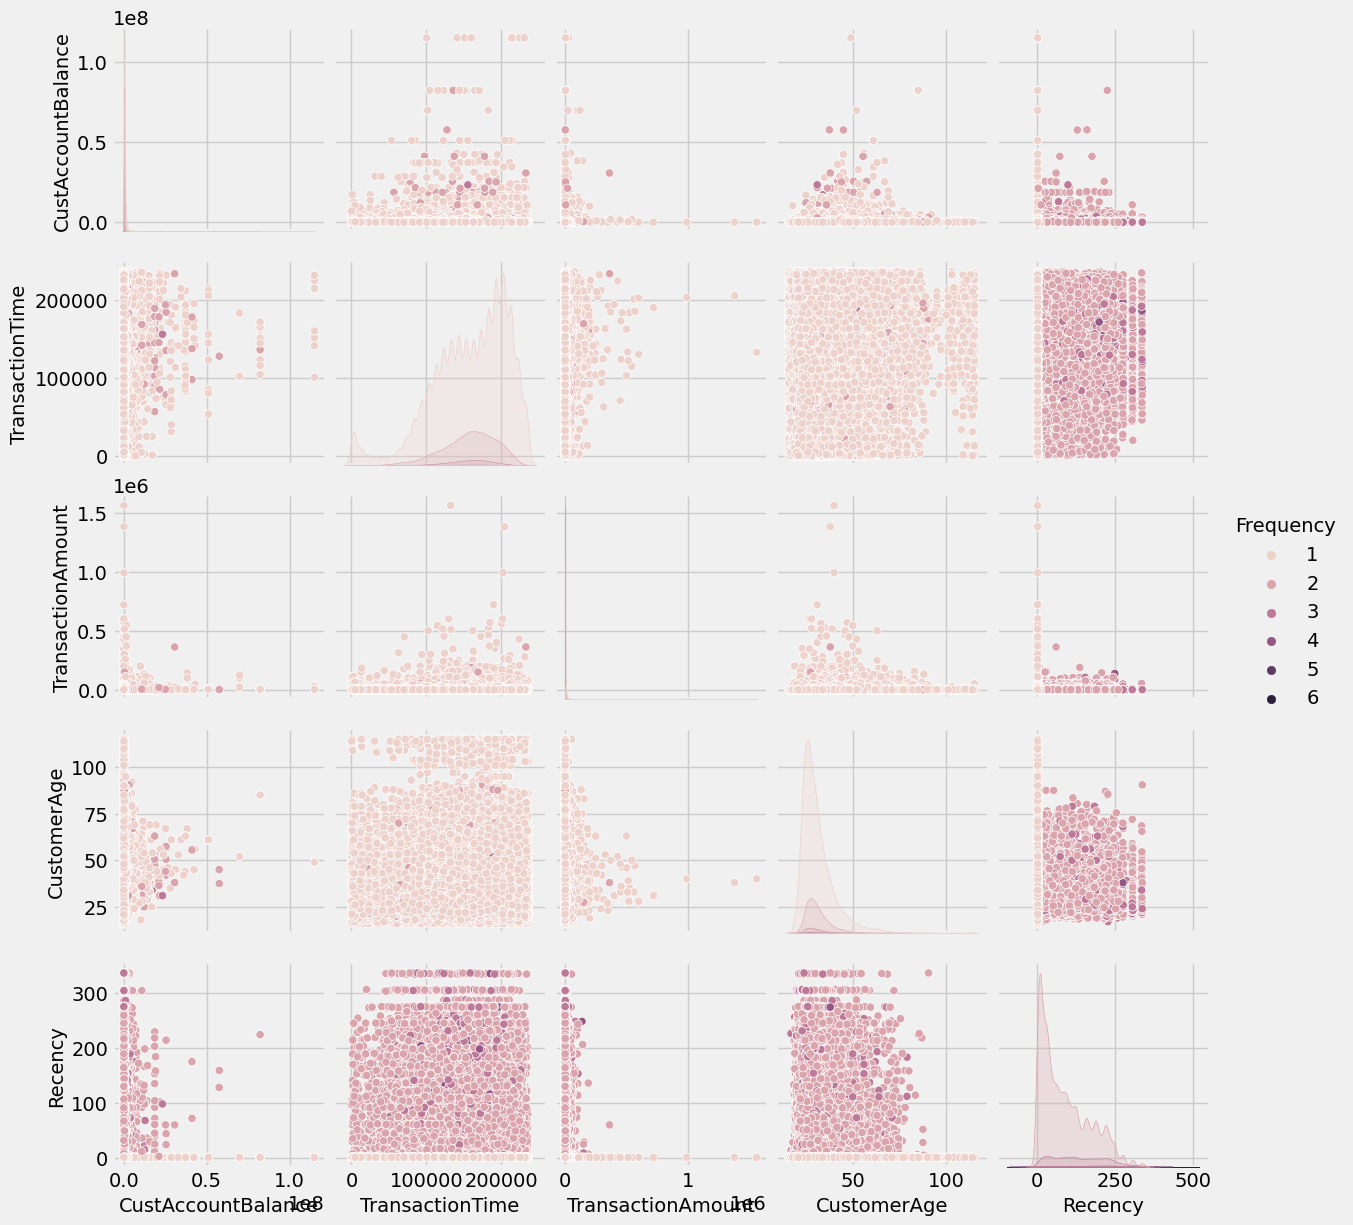 1e8
CustAccountBalance
1.0
0.5
0.0
TransactionTime
200000
100000
0
1e6
TransactionAmount
1.5
1.0
0.5
0.0
Frequency
1
2
3
4
5
6
CustomerAge
100
75
50
25
Recency
300
200
100
0
0.0 0.5 1.0 0 100000 200000 0 1 50 100 0 250 500
1e8 1e6
CustAccountBalance TransactionTime TransactionAmount CustomerAge Recency